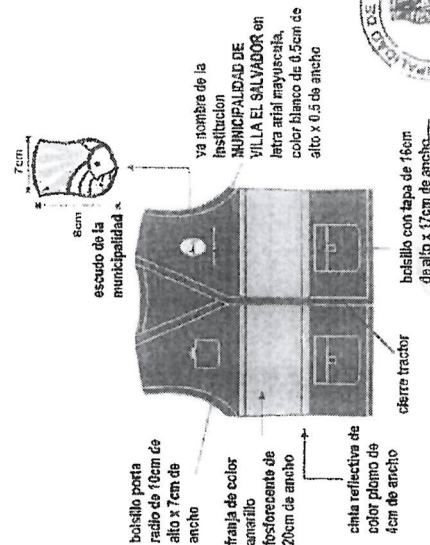 7cm
8cm
escudo de la
municipalidad
va nombre de la
institucion
MUNICIPALIDAD DE
VILLA EL SALVADOR en
letra arial mayuscula,
color blanco de 0.5cm de
alto x 0.5 de ancho
bolsillo porta
radio de 10cm de
alto x 7cm de
ancho
franja de color
amarillo
fosforecente de
20cm de ancho
cinta reflectiva de
color plomo de
4cm de ancho
cierre tractor
bolsillo con tapa de 16cm
de alto x 17cm de ancho